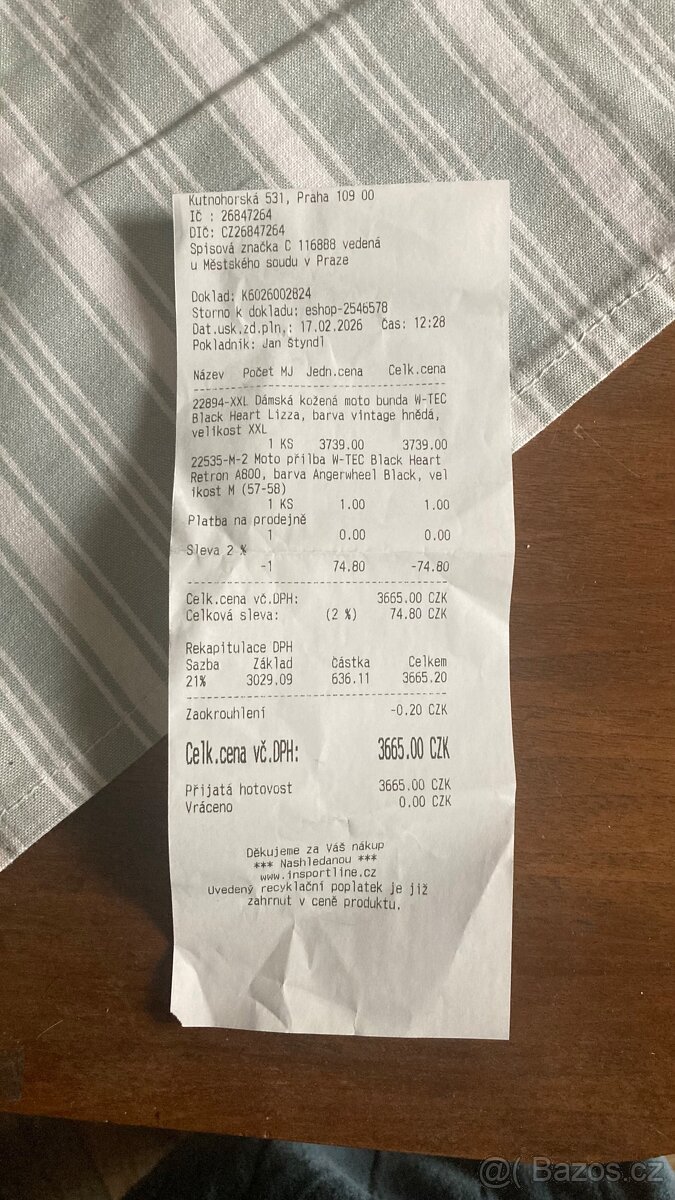 Kutnohorská 531, Praha 109 00
IČ : 26847264
DIČ: CZ26847264
Spisová značka C 116888 vedená
u Městského soudu v Praze
Doklad: K6026002824
Storno k dokladu: eshop-2546578
Dat.usk.zd.pln.: 17.02.2026 Čas: 12:28
Pokladník: Jan Štyndl
Název Počet MJ Jedn.cena Celk.cena
22894-XXL Dámská kožená moto bunda W-TEC
Black Heart Lizza, barva vintage hnědá,
velikost XXL
1 KS 3739.00 3739.00
22535-M-2 Moto přilba W-TEC Black Heart
Retron A800, barva Angerwheel Black, vel
ikost M (57-58)
1 KS 1.00 1.00
Platba na prodejně
1 0.00 0.00
Sleva 2 %
-1 74.80 -74.80
Celk.cena vč.DPH: 3665.00 CZK
Celková sleva: (2 %) 74.80 CZK
Rekapitulace DPH
Sazba Základ Částka Celkem
21% 3029.09 636.11 3665.20
Zaokrouhlení -0.20 CZK
Celk.cena vč.DPH: 3665.00 CZK
Přijatá hotovost 3665.00 CZK
Vráceno 0.00 CZK
Děkujeme za Váš nákup
*** Nashledanou ***
www.insportline.cz
Uvedený recyklační poplatek je již
zahrnut v ceně produktu.
@( Bazos.cz